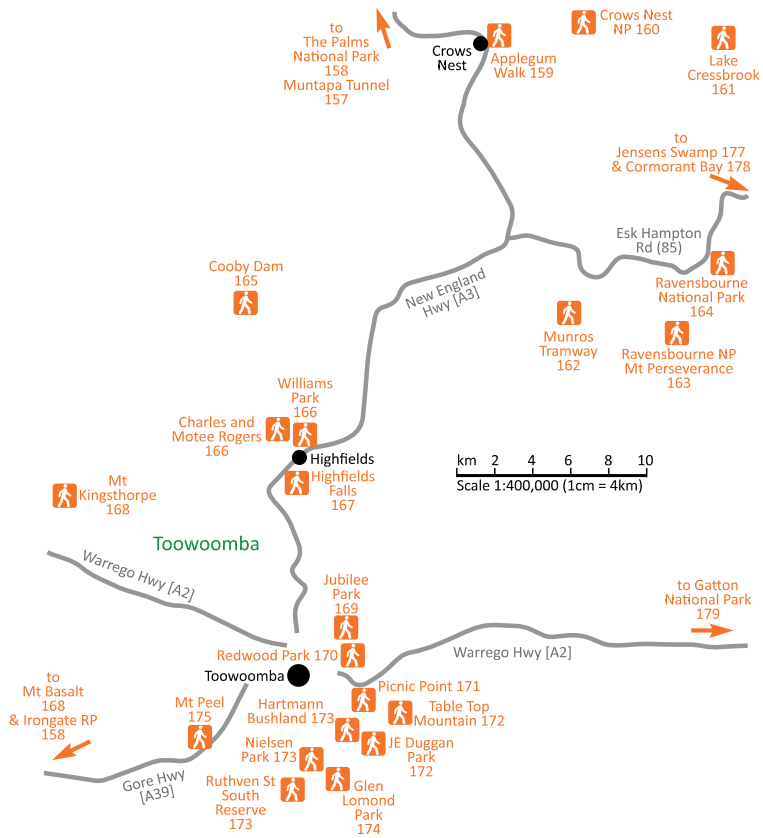 to
The Palms
National Park
158
Muntapa Tunnel
157
Crows
Nest
Applegum
Walk 159
Crows Nest
NP 160
Lake
Cressbrook
161
to
Jensens Swamp 177
& Cormorant Bay 178
Esk Hampton
Rd (85)
New England
Hwy [A3]
Ravensbourne
National Park
164
Cooby Dam
165
Munros
Tramway
162
Ravensbourne NP
Mt Perseverance
163
Williams
Park
166
Charles and
Motee Rogers
166
Highfields
Highfields
Falls
167
km 2 4 6 8 10
Scale 1:400,000 (1cm = 4km)
Mt
Kingsthorpe
168
Toowoomba
Warrego Hwy [A2]
Jubilee
Park
169
to Gatton
National Park
179
Redwood Park 170
Warrego Hwy [A2]
Toowoomba
to
Mt Basalt
168
& Irongate RP
158
Mt Peel
175
Picnic Point 171
Hartmann
Bushland 173
Table Top
Mountain 172
Nielsen
Park 173
JE Duggan
Park
172
Gore Hwy
[A39]
Ruthven St
South
Reserve
173
Glen
Lomond
Park
174